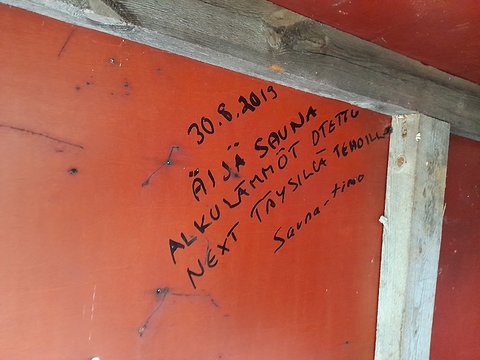 30.8.2019
ÄIJÄ SAUNA
ALKULÄMMÖT OTETTU
NEXT TÄYSILLÄ TEHOILLA
Sauna-timo